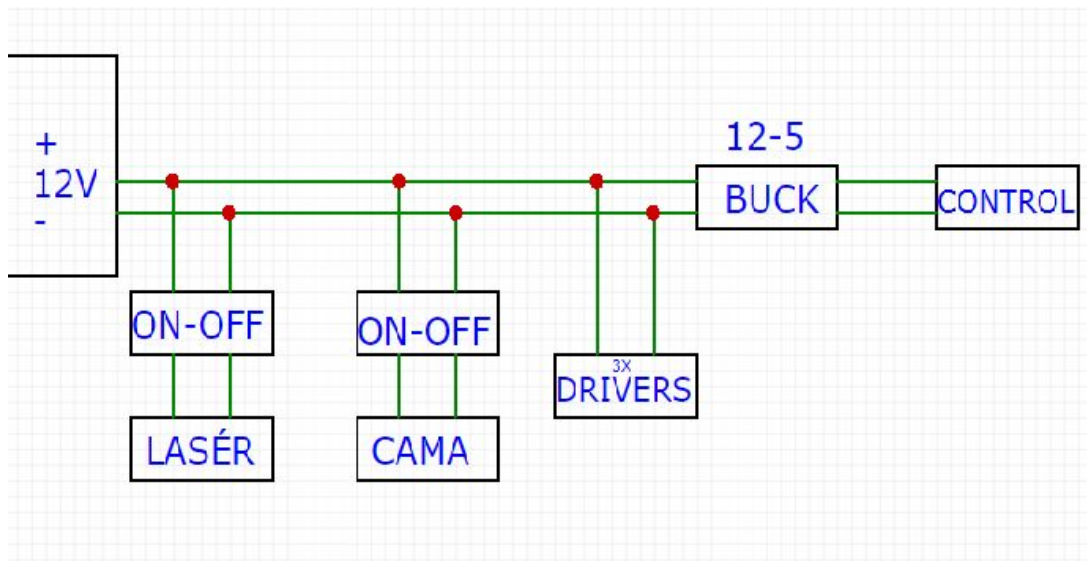 +
12V
-
12-5
BUCK
CONTROL
ON-OFF
ON-OFF
3X
DRIVERS
LASÉR
CAMA